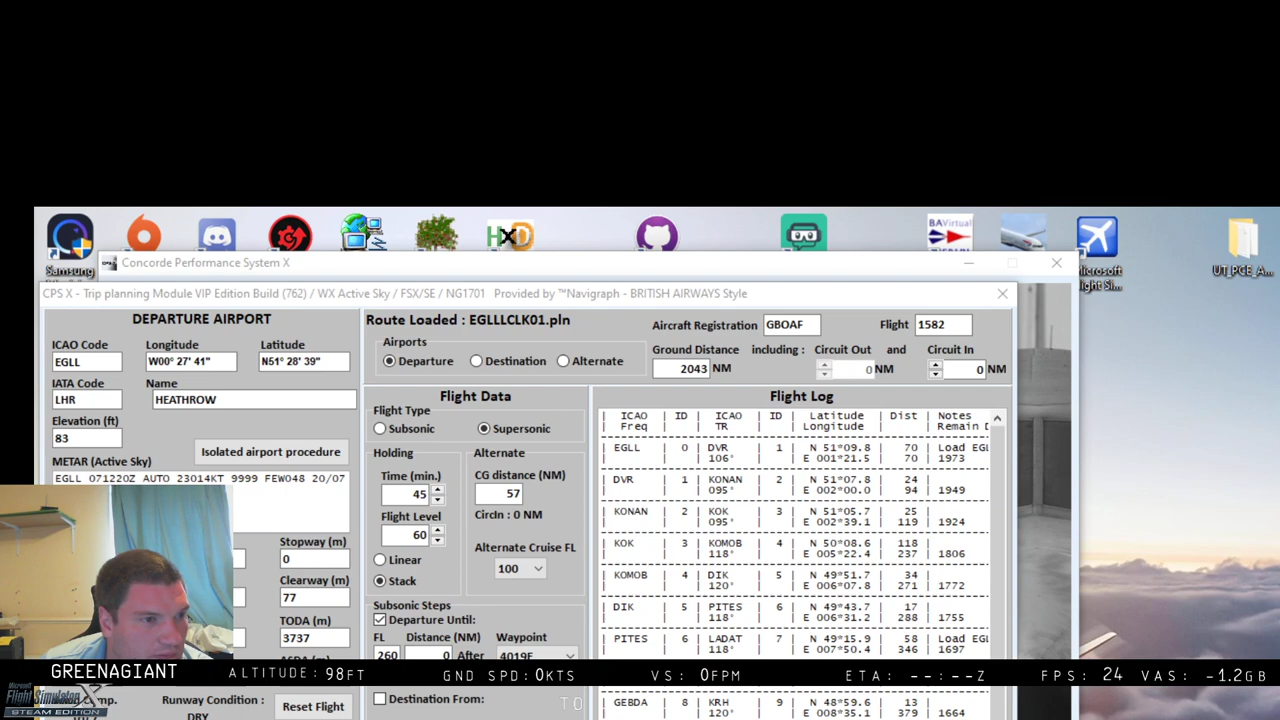 Samsung
HxD
BAVirtual
Microsoft
Flight Si...
UT_PCE_A...
Concorde Performance System X
CPS X - Trip planning Module VIP Edition Build (762) / WX Active Sky / FSX/SE / NG1701 Provided by ™Navigraph - BRITISH AIRWAYS Style
DEPARTURE AIRPORT
ICAO Code Longitude Latitude
EGLL W00° 27' 41" N51° 28' 39"
IATA Code Name
LHR HEATHROW
Elevation (ft)
83
Isolated airport procedure
METAR (Active Sky)
EGLL 071220Z AUTO 23014KT 9999 FEW048 20/07
Stopway (m)
0
Clearway (m)
77
TODA (m)
3737
Runway Condition :
DRY
Reset Flight
Route Loaded : EGLLLCLK01.pln
Airports
Departure Destination Alternate
Aircraft Registration GBOAF Flight 1582
Ground Distance including : Circuit Out and Circuit In
2043 NM 0 NM 0 NM
Flight Data
Flight Type
Subsonic Supersonic
Holding
Time (min.)
45
Flight Level
60
Linear
Stack
Alternate
CG distance (NM)
57
CircIn : 0 NM
Alternate Cruise FL
100
Subsonic Steps
Departure Until:
FL Distance (NM) Waypoint
260 0 After 4019F
Destination From:
Flight Log
| ICAO | ID | ICAO | ID | Latitude | Dist | Notes
| Freq | | TR | | Longitude | | Remain D
| EGLL | 0 | DVR | 1 | N 51°09.8 | 70 | Load EGL
| | | 106° | | E 001°21.5 | 70 | 1973
| DVR | 1 | KONAN | 2 | N 51°07.8 | 24 |
| | | 095° | | E 002°00.0 | 94 | 1949
| KONAN | 2 | KOK | 3 | N 51°05.7 | 25 |
| | | 095° | | E 002°39.1 | 119 | 1924
| KOK | 3 | KOMOB | 4 | N 50°08.6 | 118 |
| | | 118° | | E 005°22.4 | 237 | 1806
| KOMOB | 4 | DIK | 5 | N 49°51.7 | 34 |
| | | 120° | | E 006°07.8 | 271 | 1772
| DIK | 5 | PITES | 6 | N 49°43.7 | 17 |
| | | 118° | | E 006°31.2 | 288 | 1755
| PITES | 6 | LADAT | 7 | N 49°15.9 | 58 | Load EGL
| | | 118° | | E 007°50.4 | 346 | 1697
| GEBDA | 8 | KRH | 9 | N 48°59.6 | 13 |
| | | 120° | | E 008°35.1 | 379 | 1664
GREENAGIANT ALTITUDE: 98FT GND SPD: 0KTS VS: 0FPM ETA: --:--Z FPS: 24 VAS: -1.2GB
Microsoft
Flight Simulator X
STEAM EDITION
TO